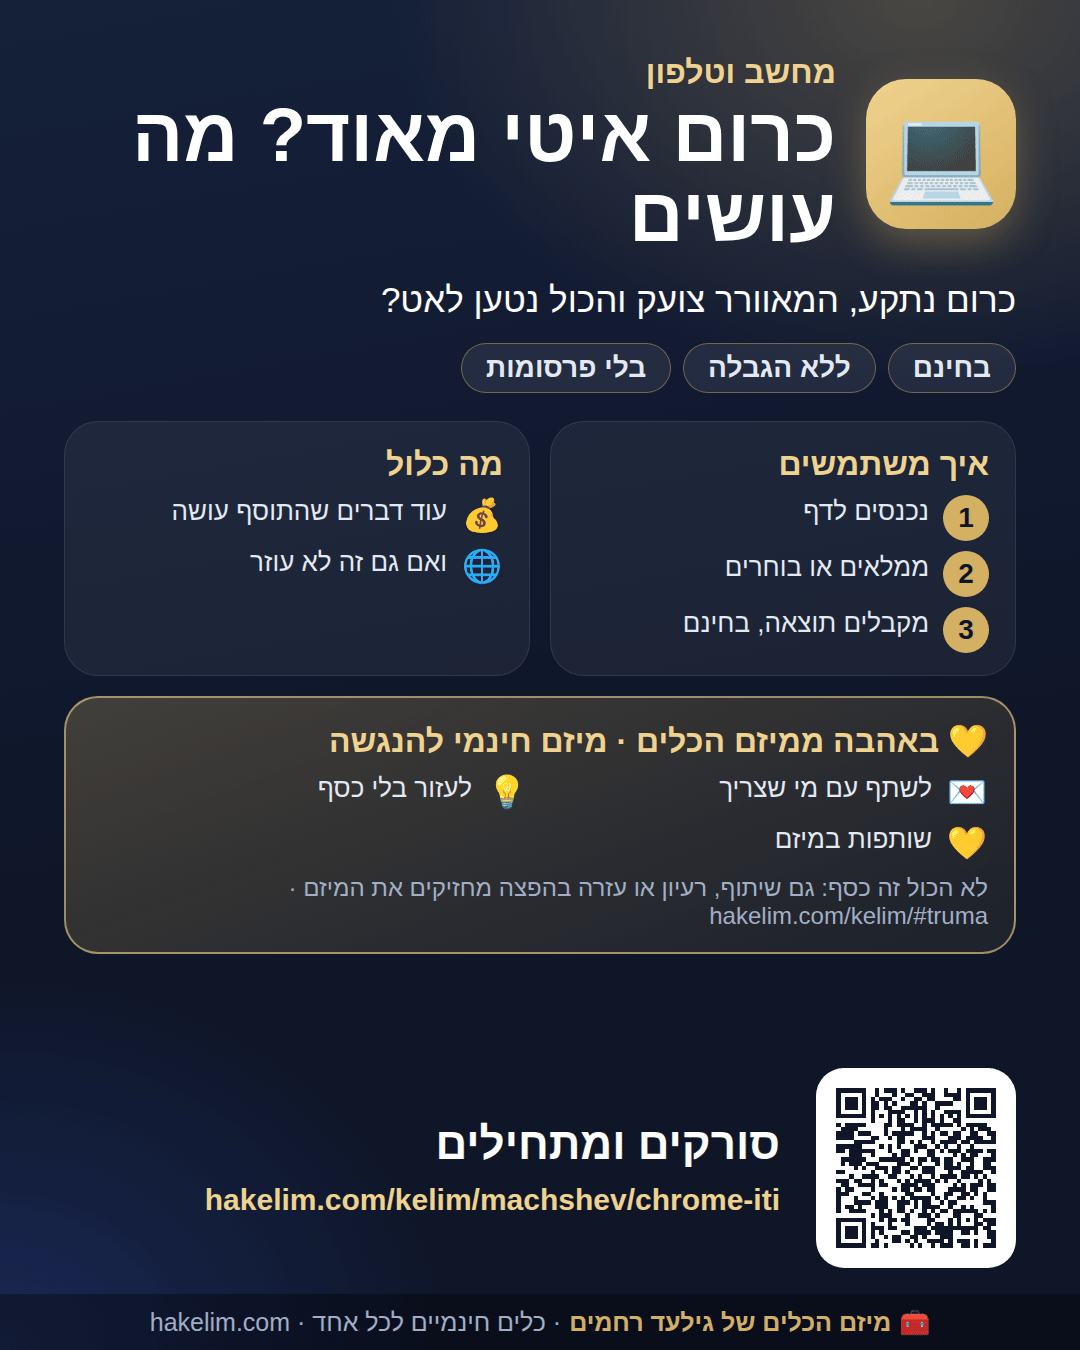 מחשב וטלפון
כרום איטי מאוד? מה
עושים
כרום נתקע, המאוורר צועק והכול נטען לאט?
בחינם
ללא הגבלה
בלי פרסומות
איך משתמשים
1 נכנסים לדף
2 ממלאים או בוחרים
3 מקבלים תוצאה, בחינם
מה כלול
עוד דברים שהתוסף עושה
ואם גם זה לא עוזר
באהבה ממיזם הכלים · מיזם חינמי להנגשה
לשתף עם מי שצריך
לעזור בלי כסף
שותפות במיזם
לא הכול זה כסף: גם שיתוף, רעיון או עזרה בהפצה מחזיקים את המיזם ·
hakelim.com/kelim/#truma
סורקים ומתחילים
hakelim.com/kelim/machshev/chrome-iti
מיזם הכלים של גילעד רחמים · כלים חינמיים לכל אחד · hakelim.com